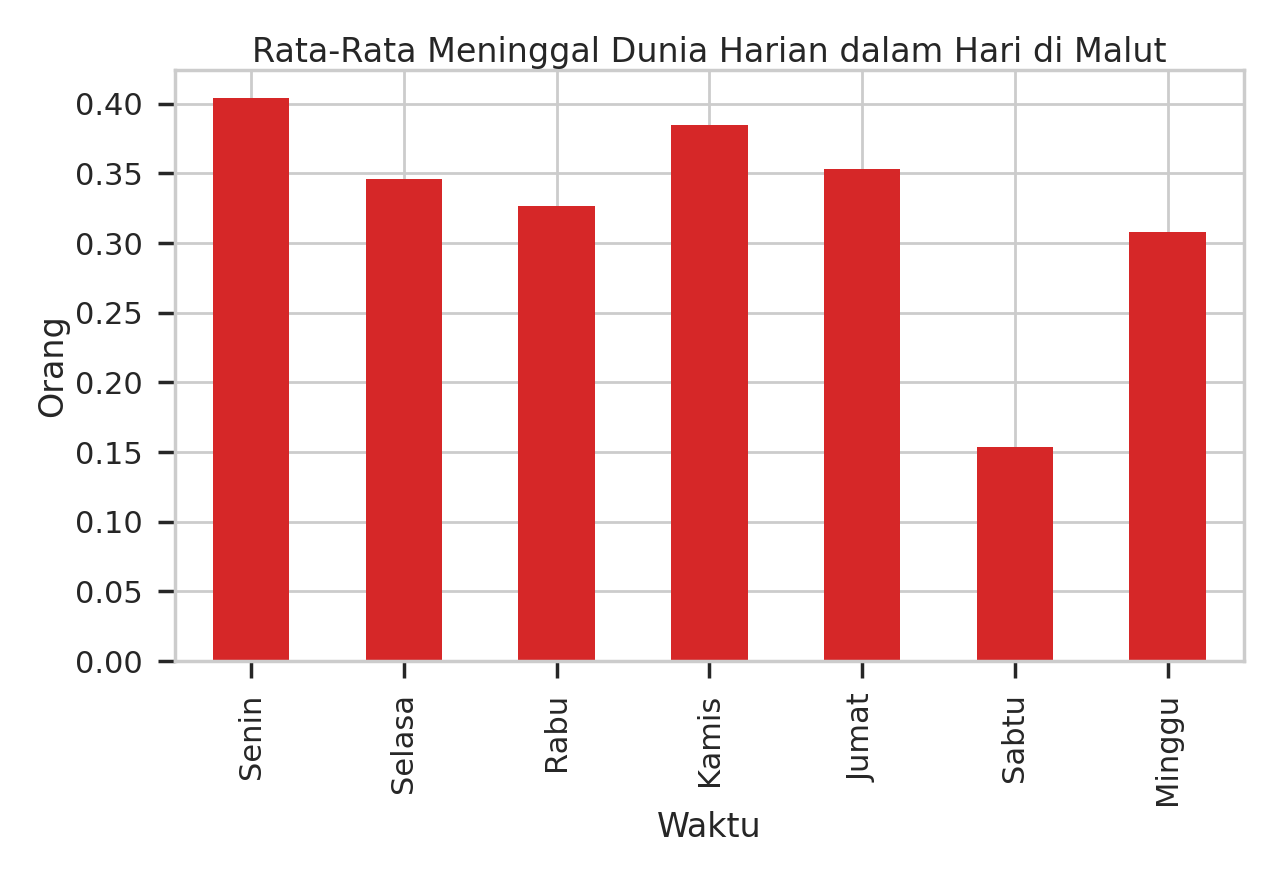 Rata-Rata Meninggal Dunia Harian dalam Hari di Malut
0.40
0.35
0.30
0.25
0.20
0.15
0.10
0.05
0.00
Orang
Senin
Selasa
Rabu
Kamis
Jumat
Sabtu
Minggu
Waktu